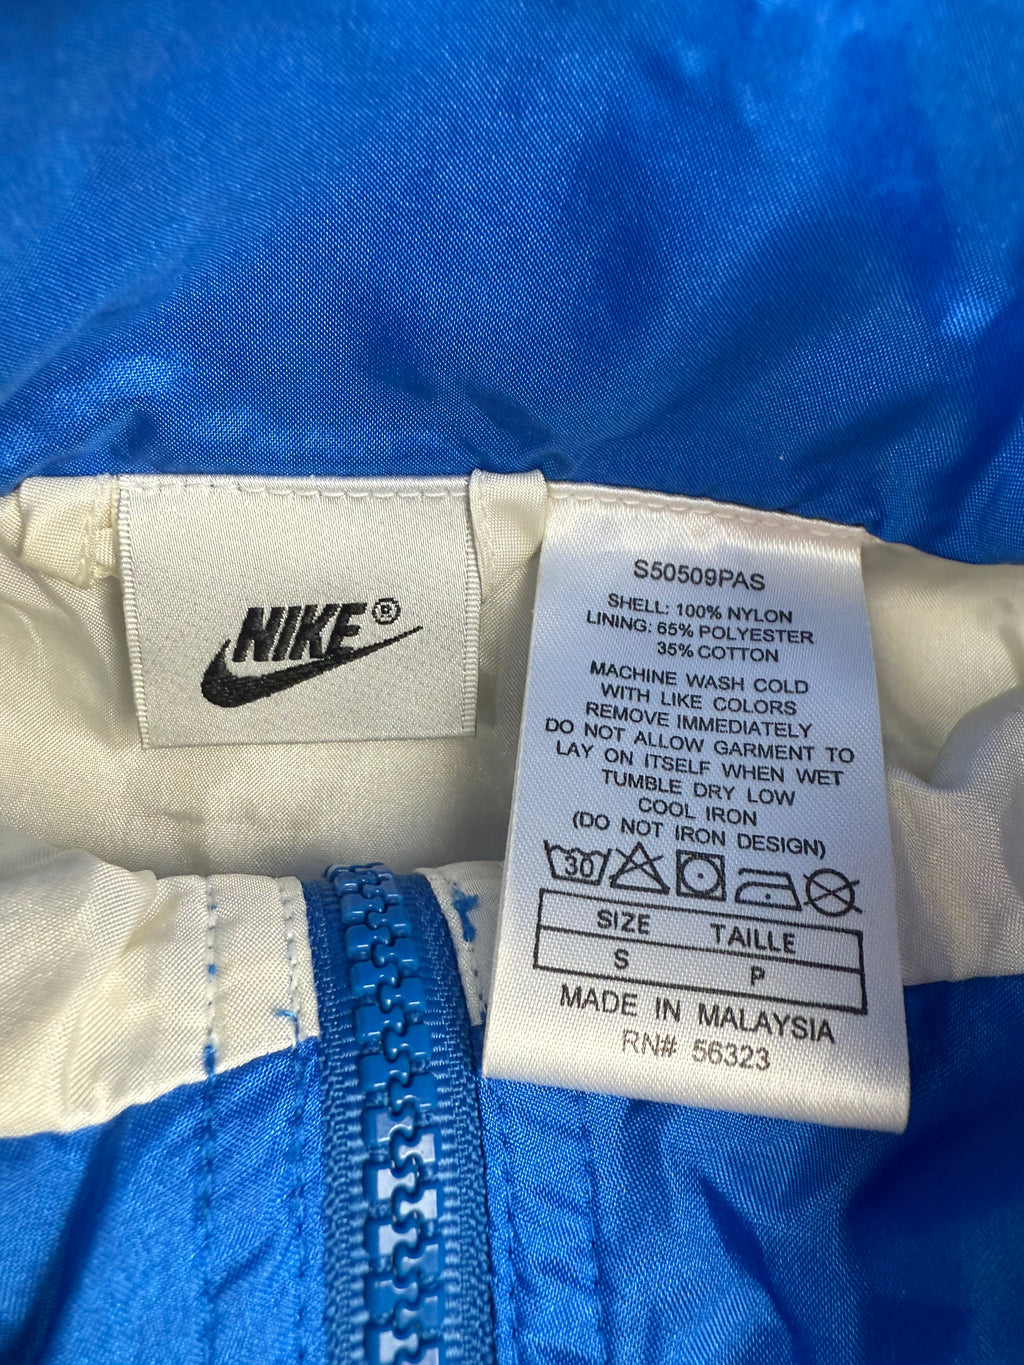 NIKE®
S50509PAS
SHELL: 100% NYLON
LINING: 65% POLYESTER
35% COTTON
MACHINE WASH COLD
WITH LIKE COLORS
REMOVE IMMEDIATELY
DO NOT ALLOW GARMENT TO
LAY ON ITSELF WHEN WET
TUMBLE DRY LOW
COOL IRON
(DO NOT IRON DESIGN)
30
SIZE TAILLE
S P
MADE IN MALAYSIA
RN# 56323